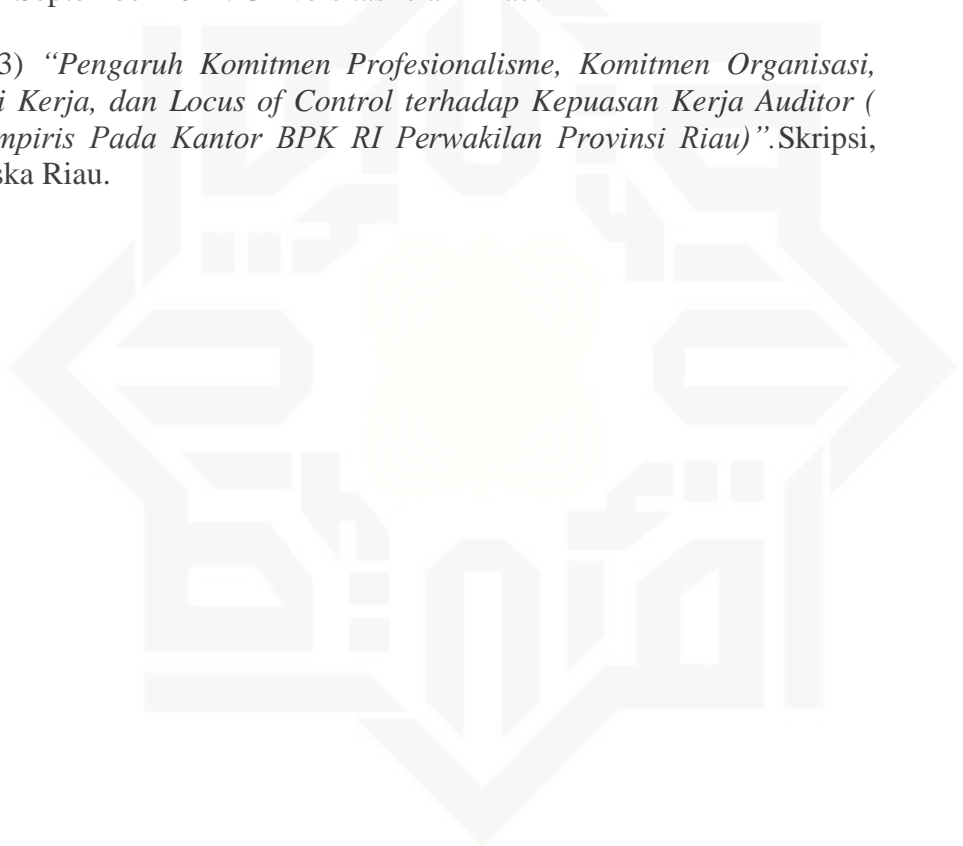 3) “Pengaruh Komitmen Profesionalisme, Komitmen Organisasi,
i Kerja, dan Locus of Control terhadap Kepuasan Kerja Auditor (
mpiris Pada Kantor BPK RI Perwakilan Provinsi Riau)”.Skripsi,
ska Riau.